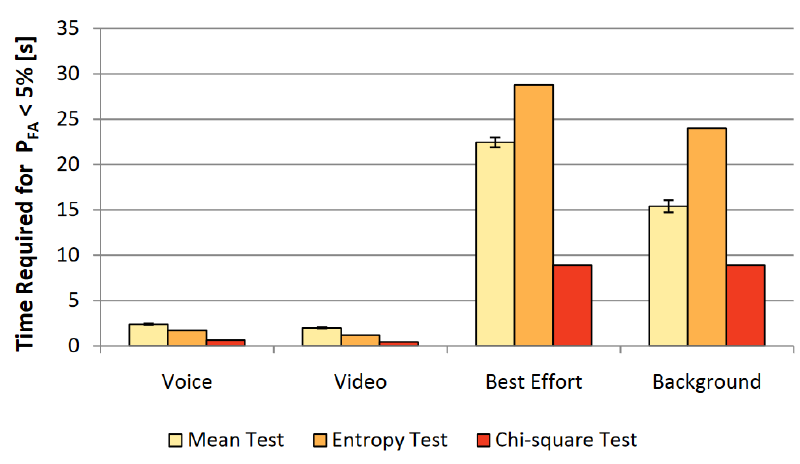 Time Required for P_FA < 5% [s]
35
30
25
20
15
10
5
0
Voice Video Best Effort Background
Mean Test Entropy Test Chi-square Test